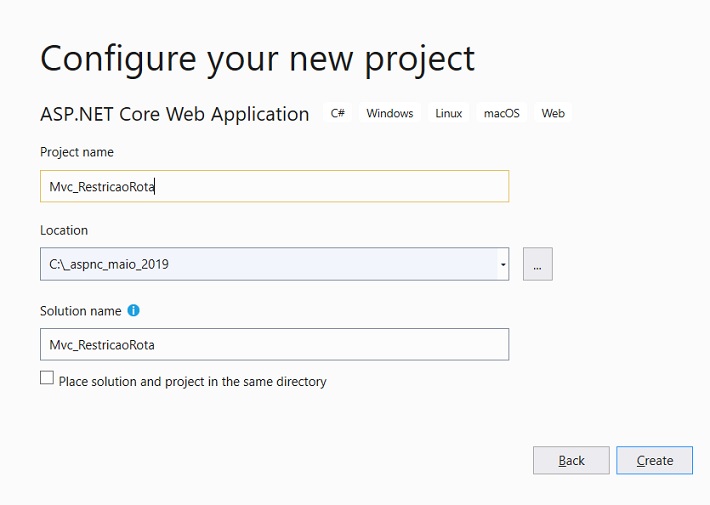 Configure your new project
ASP.NET Core Web Application C# Windows Linux macOS Web
Project name
Mvc_RestricaoRota
Location
C:\_aspnc_maio_2019
...
Solution name
Mvc_RestricaoRota
Place solution and project in the same directory
Back Create